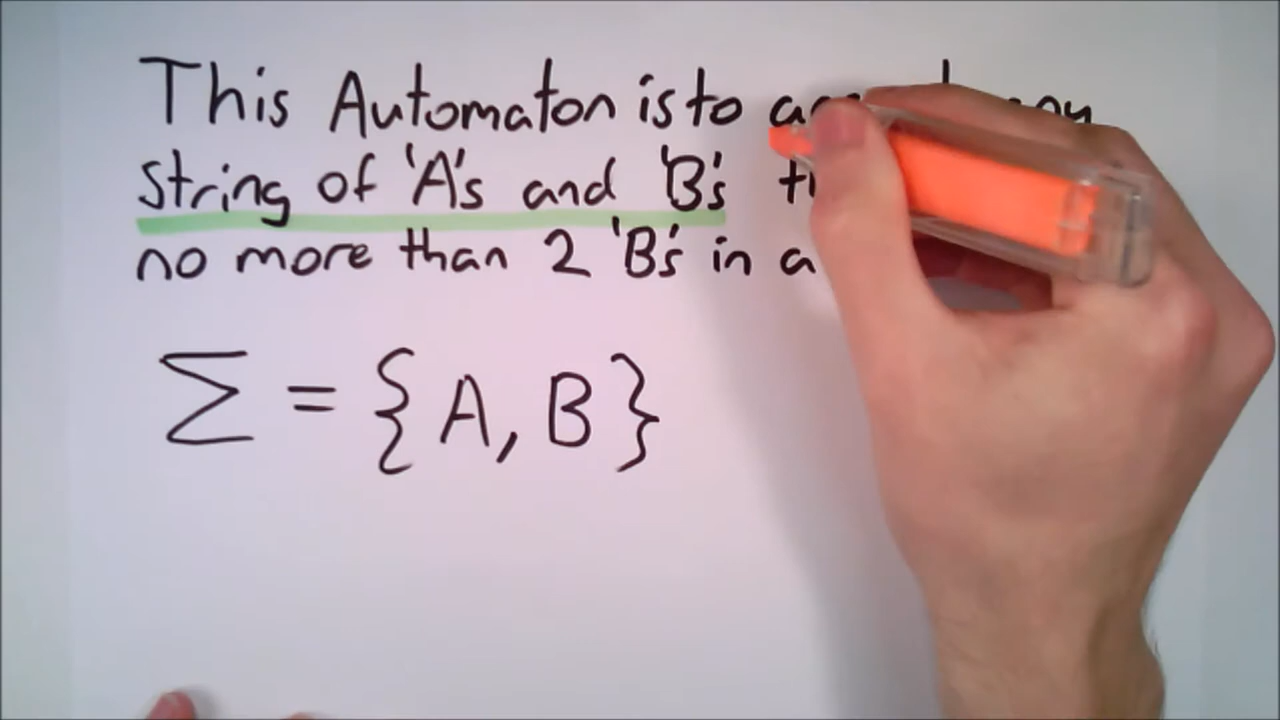 This Automaton is to
string of 'A's and 'B's
no more than 2 'B's in a
Σ = { A, B }